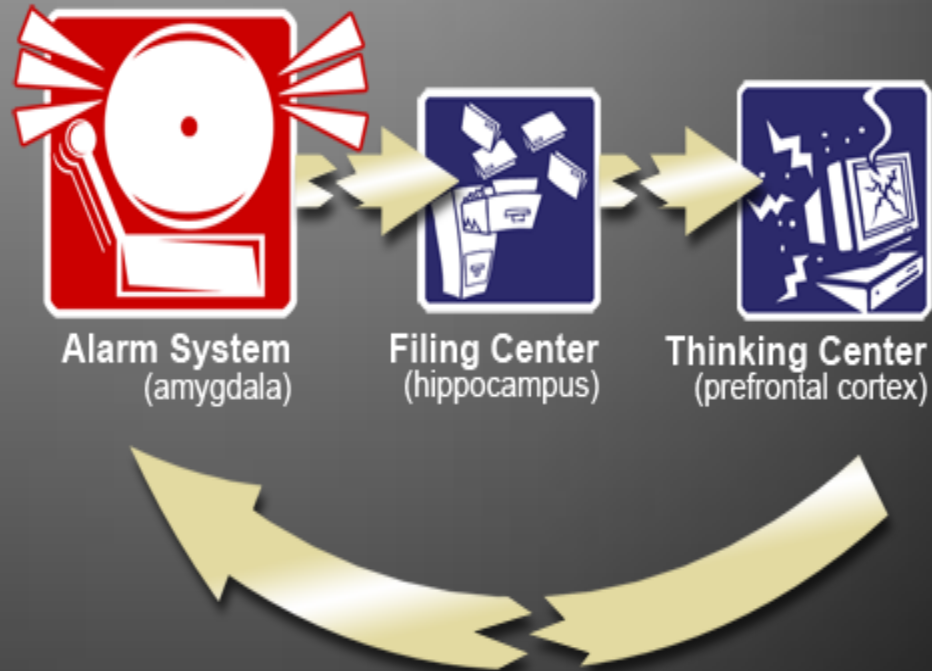 Alarm System
(amygdala)
Filing Center
(hippocampus)
Thinking Center
(prefrontal cortex)